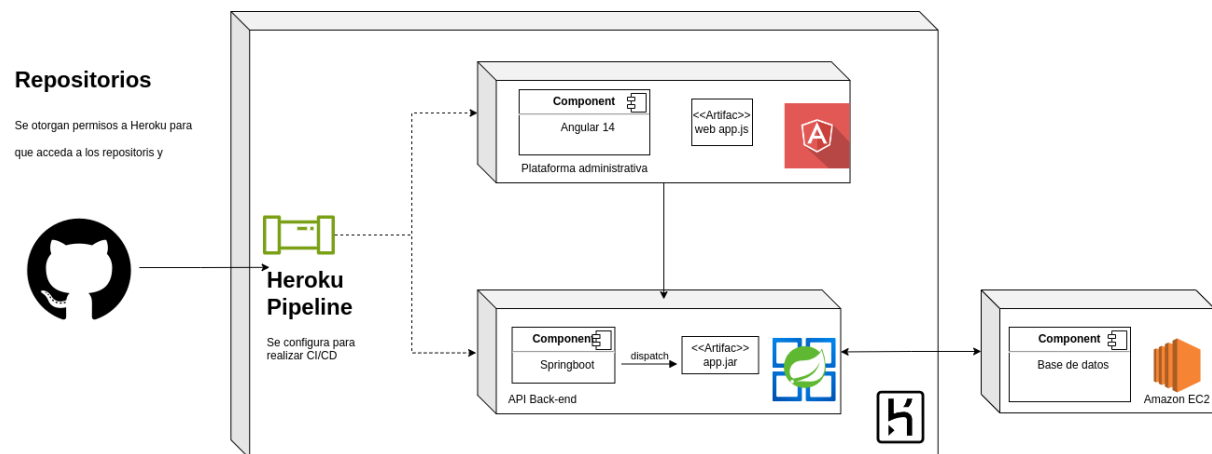 Repositorios
Se otorgan permisos a Heroku para
que acceda a los repositoris y
Heroku
Pipeline
Se configura para
realizar CI/CD
Component
Angular 14
<<Artifac>>
web app.js
Plataforma administrativa
Component
Springboot
dispatch
<<Artifac>>
app.jar
API Back-end
Component
Base de datos
Amazon EC2